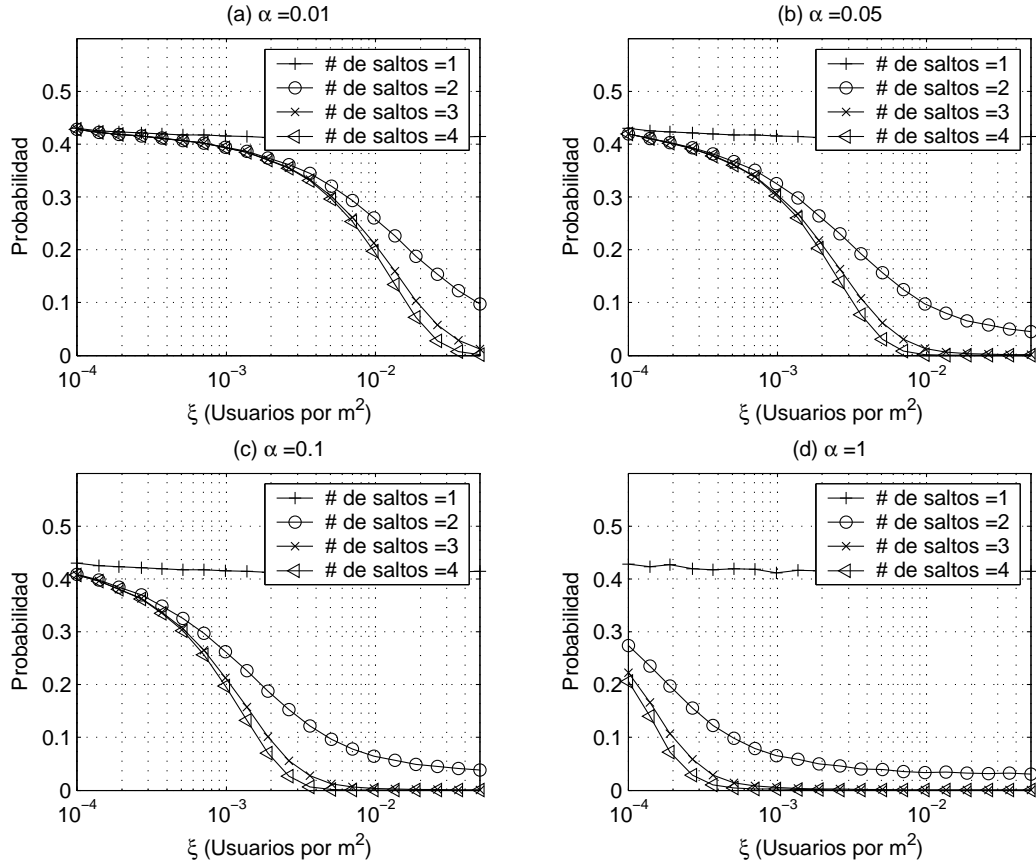 (a) α =0.01
Probabilidad
0.5
0.4
0.3
0.2
0.1
0
10⁻⁴
10⁻³
10⁻²
ξ (Usuarios por m²)
# de saltos =1
# de saltos =2
# de saltos =3
# de saltos =4
(b) α =0.05
Probabilidad
0.5
0.4
0.3
0.2
0.1
0
10⁻⁴
10⁻³
10⁻²
ξ (Usuarios por m²)
# de saltos =1
# de saltos =2
# de saltos =3
# de saltos =4
(c) α =0.1
Probabilidad
0.5
0.4
0.3
0.2
0.1
0
10⁻⁴
10⁻³
10⁻²
ξ (Usuarios por m²)
# de saltos =1
# de saltos =2
# de saltos =3
# de saltos =4
(d) α =1
Probabilidad
0.5
0.4
0.3
0.2
0.1
0
10⁻⁴
10⁻³
10⁻²
ξ (Usuarios por m²)
# de saltos =1
# de saltos =2
# de saltos =3
# de saltos =4